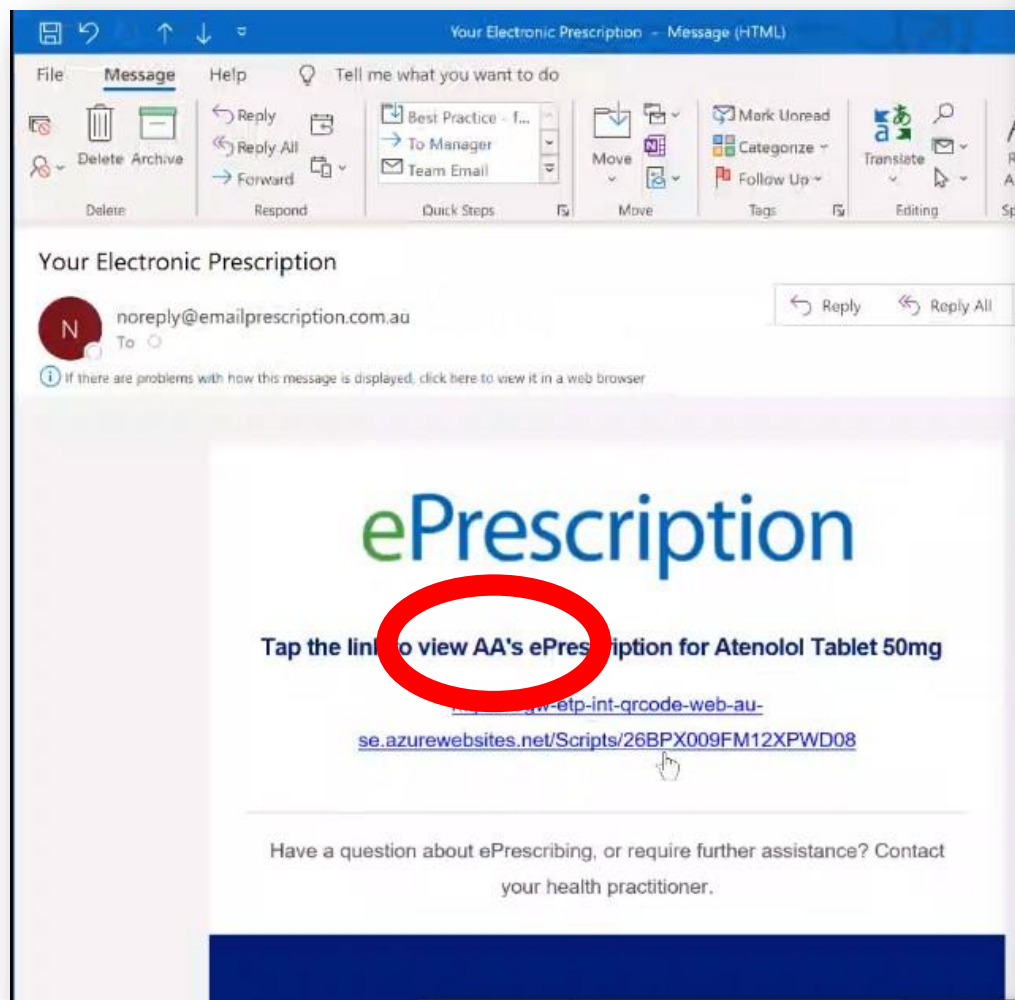 Your Electronic Prescription - Message (HTML)
File Message Help Tell me what you want to do
Delete Archive
Reply
Reply All
Forward
Best Practice - f...
To Manager
Team Email
Move
Mark Unread
Categorize
Follow Up
Translate
Delete Respond Quick Steps Move Tags Editing
Your Electronic Prescription
N
noreply@emailprescription.com.au
To
Reply Reply All
If there are problems with how this message is displayed, click here to view it in a web browser
ePrescription
Tap the link to view AA's ePrescription for Atenolol Tablet 50mg
-etp-int-qrcode-web-au-
se.azurewebsites.net/Scripts/26BPX009FM12XPWD08
Have a question about ePrescribing, or require further assistance? Contact
your health practitioner.